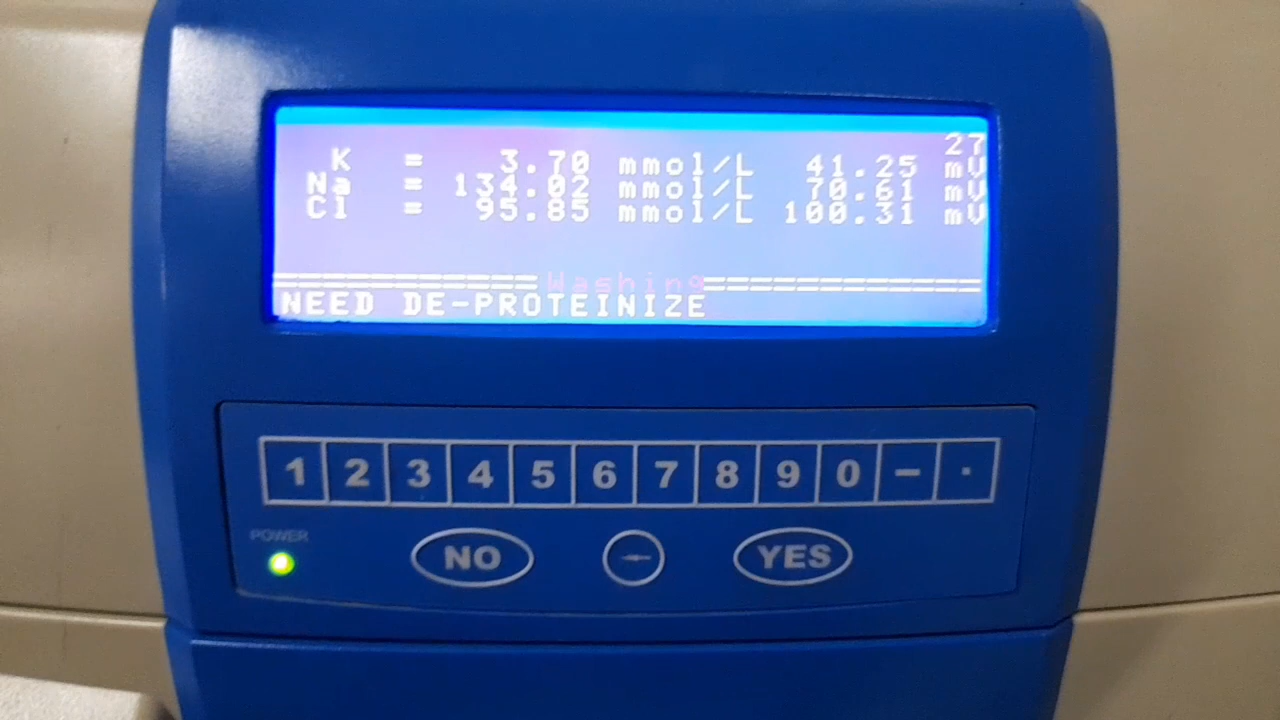 27
K = 3.70 mmol/L 41.25 mV
Na = 134.02 mmol/L 70.61 mV
Cl = 95.85 mmol/L 100.31 mV
===========Washing=============
NEED DE-PROTEINIZE
1 2 3 4 5 6 7 8 9 0 - .
POWER
NO YES